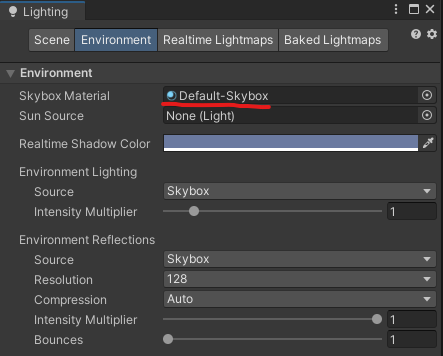 Lighting
Scene Environment Realtime Lightmaps Baked Lightmaps
Environment
Skybox Material Default-Skybox
Sun Source None (Light)
Realtime Shadow Color
Environment Lighting
Source Skybox
Intensity Multiplier 1
Environment Reflections
Source Skybox
Resolution 128
Compression Auto
Intensity Multiplier 1
Bounces 1